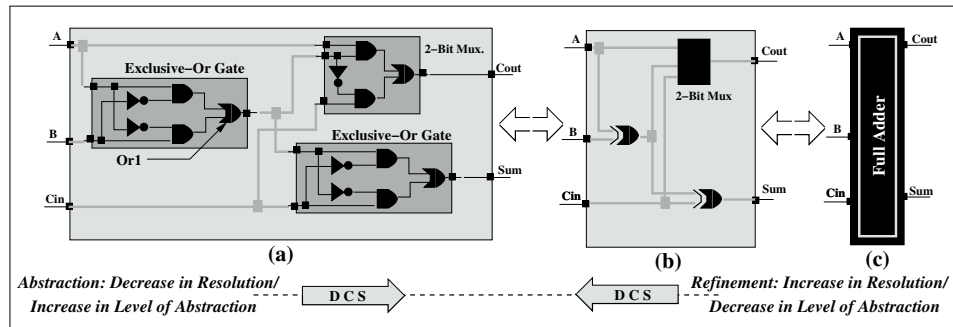 A
Exclusive-Or Gate
2-Bit Mux.
Cout
B
Or1
Exclusive-Or Gate
Sum
Cin
(a)
A
Cout
2-Bit Mux
B
Cin
Sum
(b)
A
Cout
B
Full Adder
Cin
Sum
(c)
Abstraction: Decrease in Resolution/
Increase in Level of Abstraction
D C S
D C S
Refinement: Increase in Resolution/
Decrease in Level of Abstraction